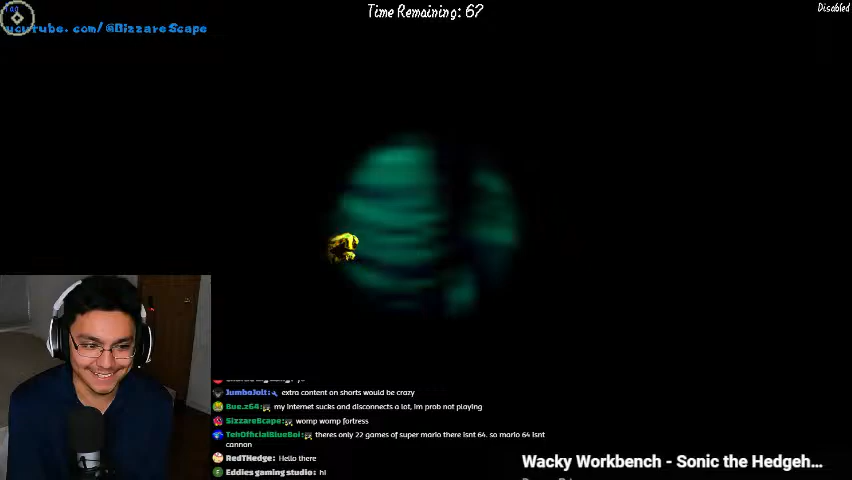 Time Remaining: 67
Disabled
youtube.com/@BizzareScape
JumboJolt: extra content on shorts would be crazy
Bue.z64: my internet sucks and disconnects a lot, im prob not playing
SizzareScape: womp womp fortress
TehOfficialBlueBoi: theres only 22 games of super mario there isnt 64. so mario 64 isnt
cannon
RedTHedge: Hello there
Eddies gaming studio: hi
Wacky Workbench - Sonic the Hedgeh...